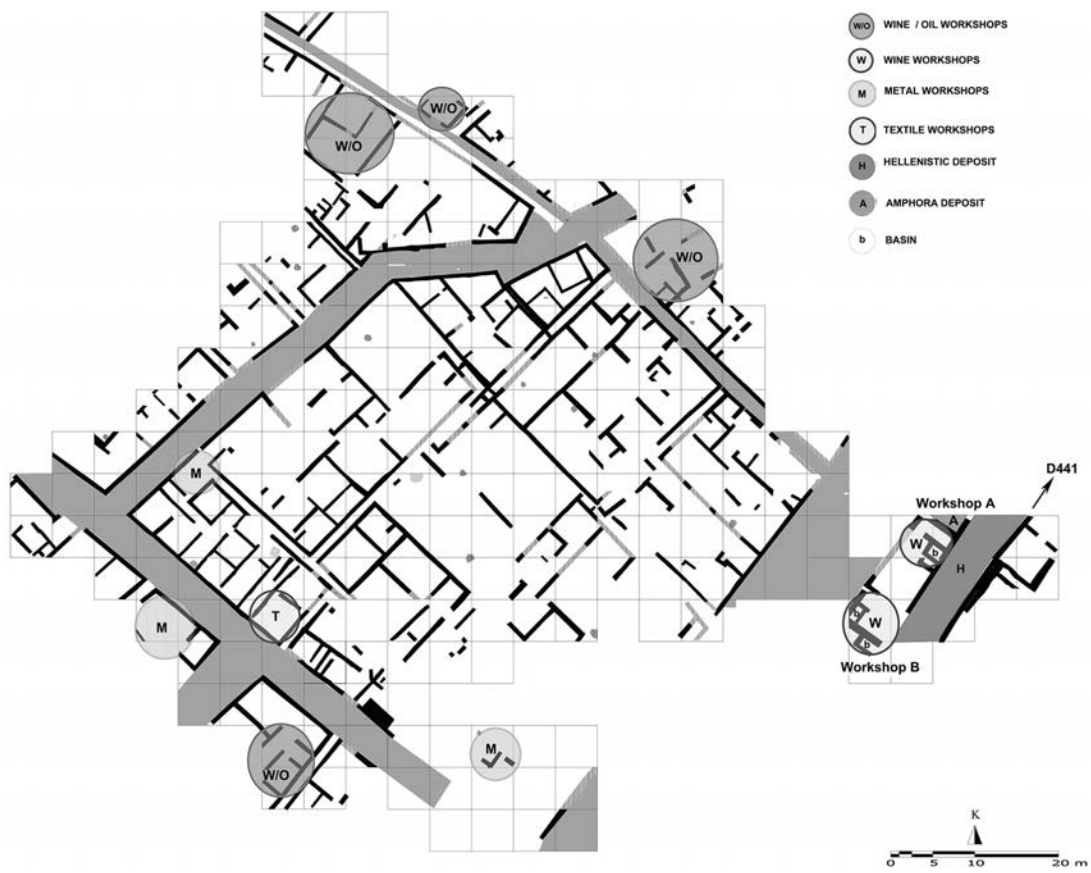 W/O WINE / OIL WORKSHOPS
W WINE WORKSHOPS
M METAL WORKSHOPS
T TEXTILE WORKSHOPS
H HELLENISTIC DEPOSIT
A AMPHORA DEPOSIT
b BASIN
W/O
W/O
W/O
M
D441
Workshop A
A
W
b
H
T
M
b
W
b
Workshop B
M
W/O
K
0 5 10 20 m